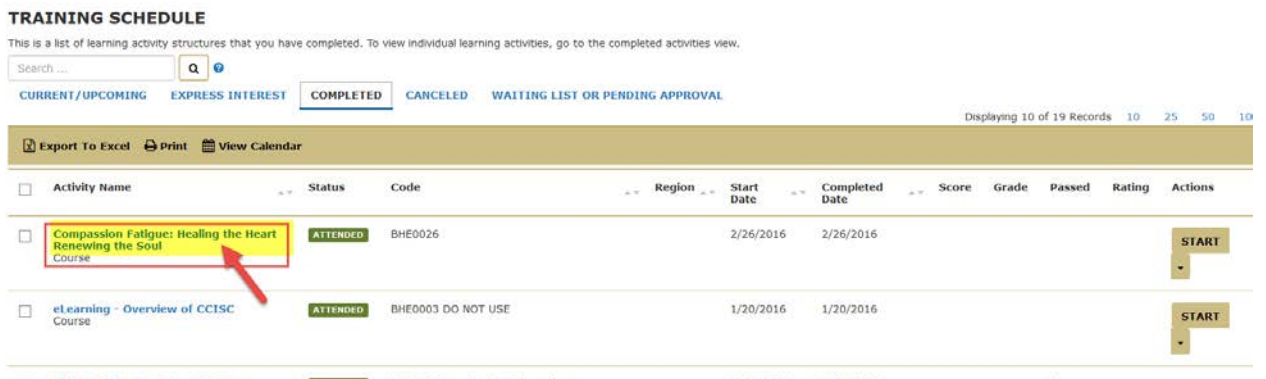 TRAINING SCHEDULE
This is a list of learning activity structures that you have completed. To view individual learning activities, go to the completed activities view.
Search ...
CURRENT/UPCOMING EXPRESS INTEREST COMPLETED CANCELED WAITING LIST OR PENDING APPROVAL
Displaying 10 of 19 Records 10 25 50
Export To Excel Print View Calendar
Activity Name Status Code Region Start Date Completed Date Score Grade Passed Rating Actions
Compassion Fatigue: Healing the Heart ATTENDED BHE0026 2/26/2016 2/26/2016 START
Renewing the Soul
Course
eLearning - Overview of CCISC ATTENDED BHE0003 DO NOT USE 1/20/2016 1/20/2016 START
Course